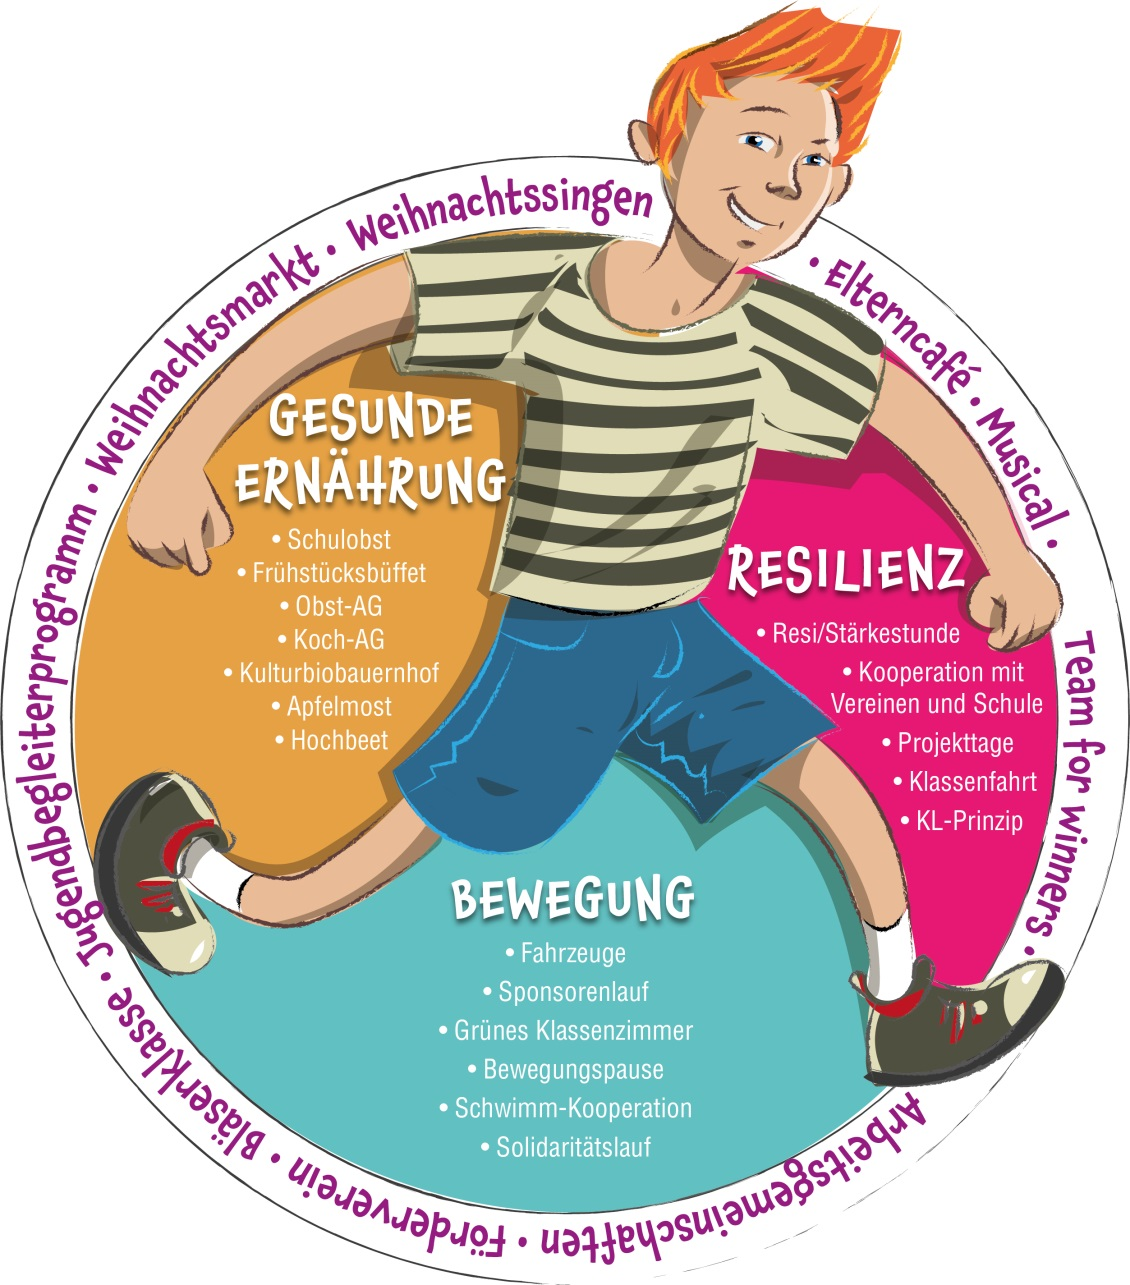 Weihnachtssingen
• Elterncafé • Musical •
Team for winners •
Arbeitsgemeinschaften •
Förderverein •
Bläserklasse •
Jugendbegleiterprogramm •
Weihnachtsmarkt •
GESUNDE
ERNÄHRUNG
• Schulobst
• Frühstücksbüffet
• Obst-AG
• Koch-AG
• Kulturbiobauernhof
• Apfelmost
• Hochbeet
RESILIENZ
• Resi/Stärkestunde
• Kooperation mit
Vereinen und Schule
• Projekttage
• Klassenfahrt
• KL-Prinzip
BEWEGUNG
• Fahrzeuge
• Sponsorenlauf
• Grünes Klassenzimmer
• Bewegungspause
• Schwimm-Kooperation
• Solidaritätslauf